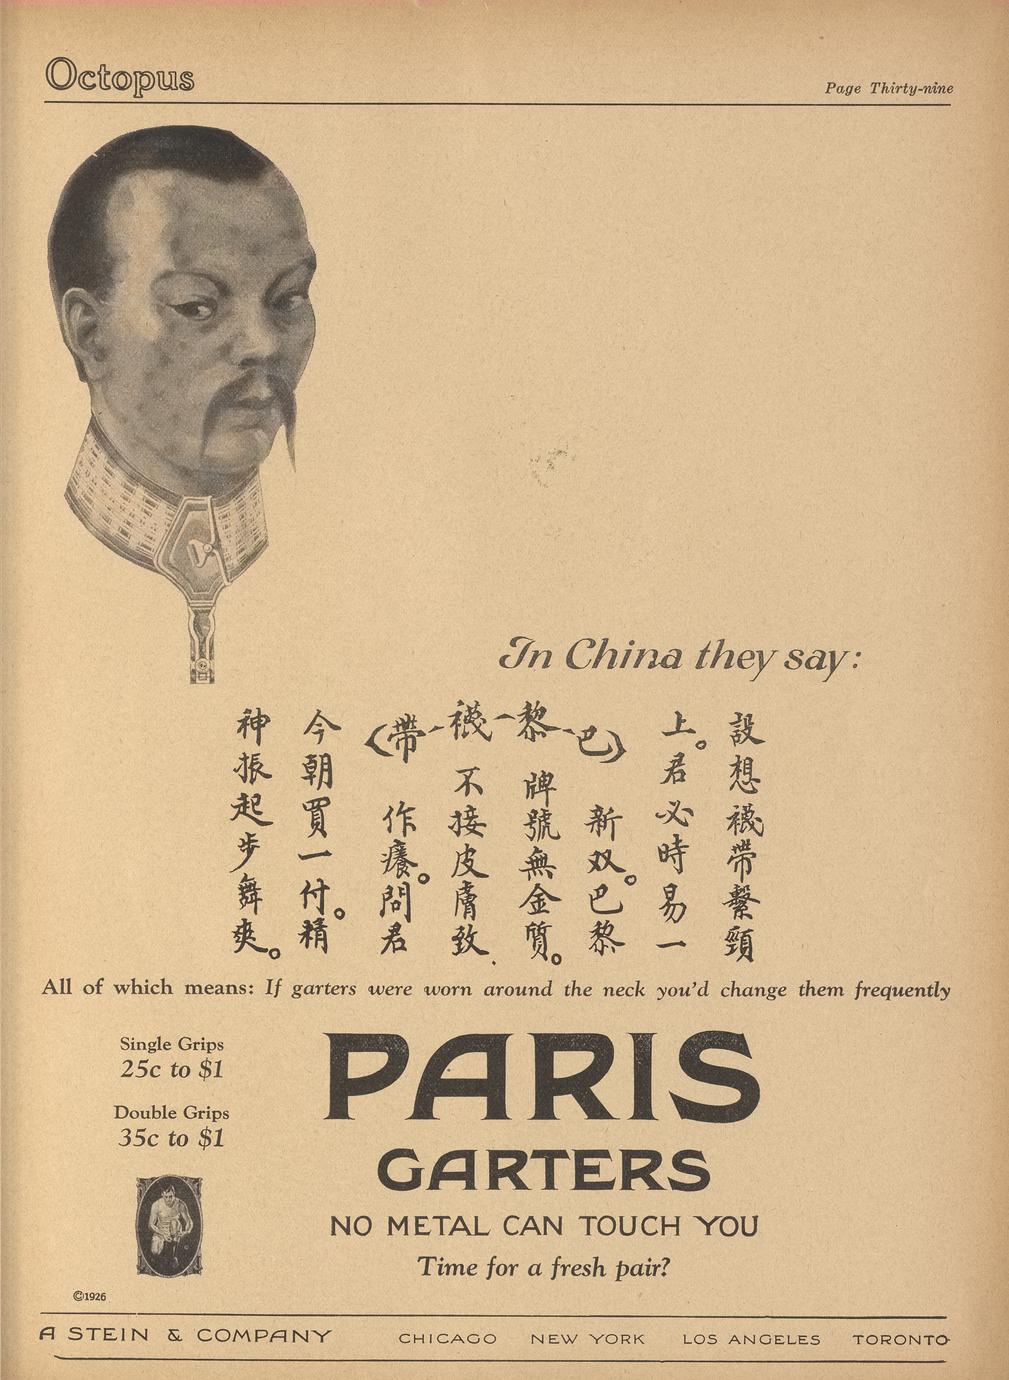 Octopus
Page Thirty-nine
In China they say:
設想襪帶繫頸
上。君必時易一
(巴-黎-襪-帶)
新双。巴黎
牌號無金質。
不接皮膚致
作癢。問君
今朝買一付。精
神振起步舞爽。
All of which means: If garters were worn around the neck you'd change them frequently
Single Grips
25c to $1
Double Grips
35c to $1
PARIS
GARTERS
NO METAL CAN TOUCH YOU
Time for a fresh pair?
©1926
A STEIN & COMPANY CHICAGO NEW YORK LOS ANGELES TORONTO